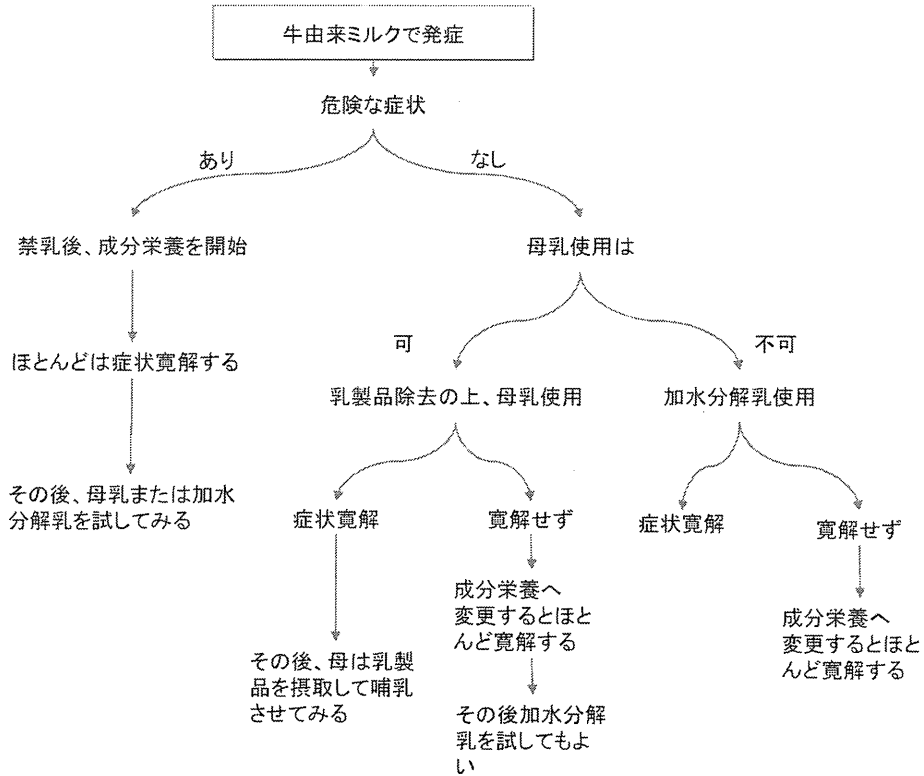 牛由来ミルクで発症
危険な症状
あり
なし
禁乳後、成分栄養を開始
母乳使用は
ほとんどは症状寛解する
可
不可
乳製品除去の上、母乳使用
加水分解乳使用
その後、母乳または加水
分解乳を試してみる
症状寛解
寛解せず
症状寛解
寛解せず
成分栄養へ
変更するとほと
んど寛解する
成分栄養へ
変更するとほと
んど寛解する
その後、母は乳製
品を摂取して哺乳
させてみる
その後加水分解
乳を試してもよ
い